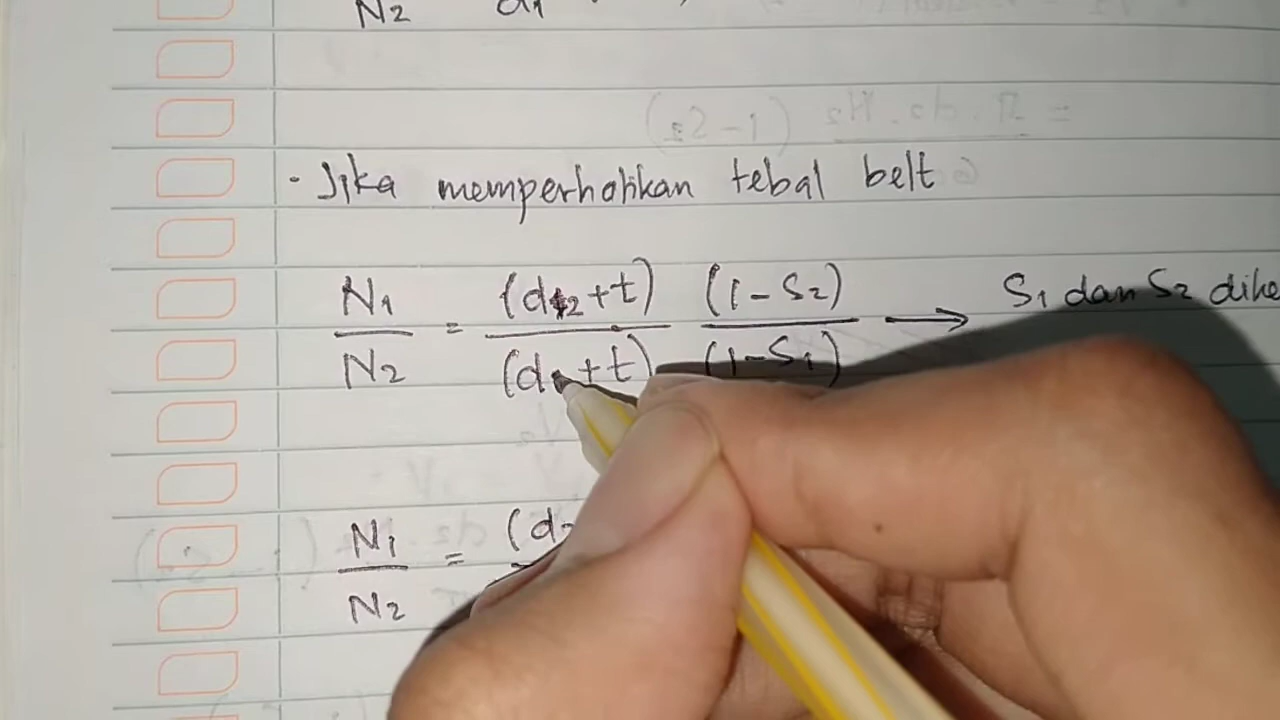 N2 d1
· Jika memperhatikan tebal belt
N1 / N2 = (d2+t) / (d1+t) (1-S2) / (1-S1) → S1 dan S2 dike
N1 / N2 = (d